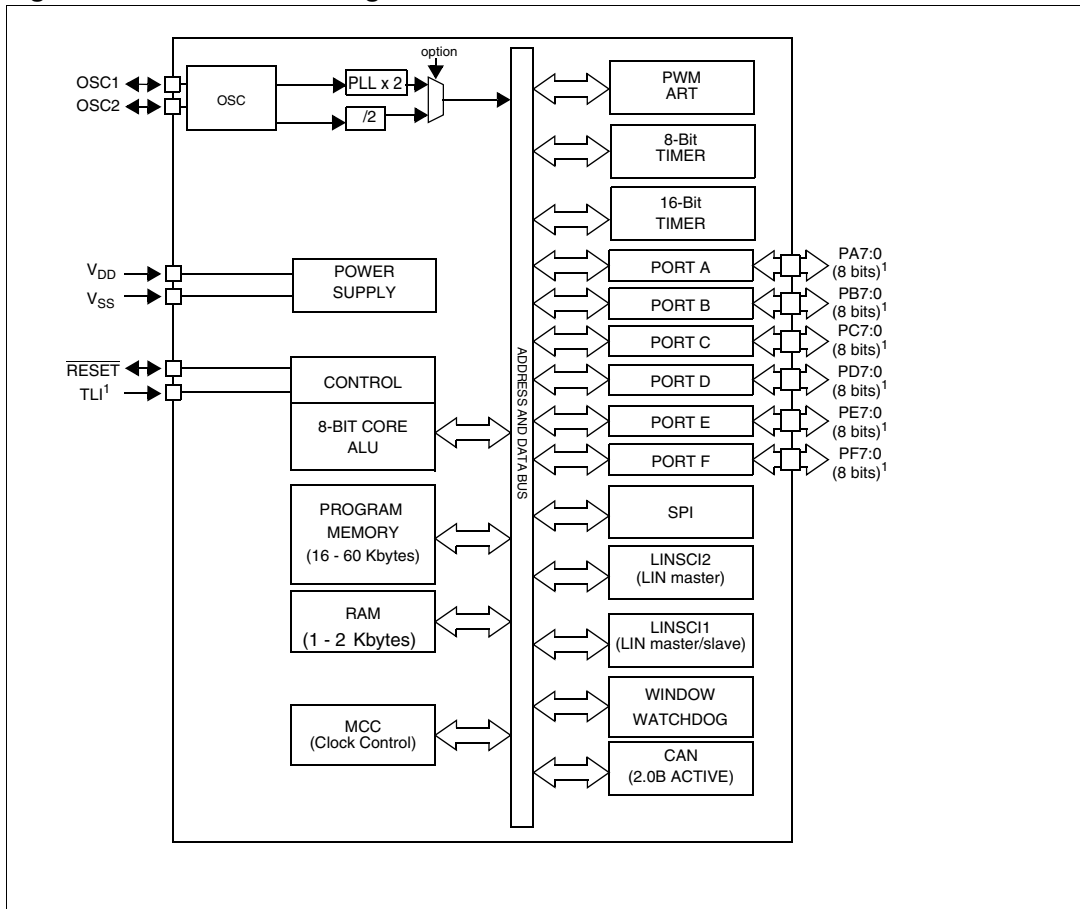 option
OSC1
OSC2
OSC
PLL x 2
/2
VDD
VSS
POWER
SUPPLY
RESET
TLI1
CONTROL
8-BIT CORE
ALU
PROGRAM
MEMORY
(16 - 60 Kbytes)
RAM
(1 - 2 Kbytes)
MCC
(Clock Control)
ADDRESS AND DATA BUS
PWM
ART
8-Bit
TIMER
16-Bit
TIMER
PORT A
PA7:0
(8 bits)1
PORT B
PB7:0
(8 bits)1
PORT C
PC7:0
(8 bits)1
PORT D
PD7:0
(8 bits)1
PORT E
PE7:0
(8 bits)1
PORT F
PF7:0
(8 bits)1
SPI
LINSCI2
(LIN master)
LINSCI1
(LIN master/slave)
WINDOW
WATCHDOG
CAN
(2.0B ACTIVE)